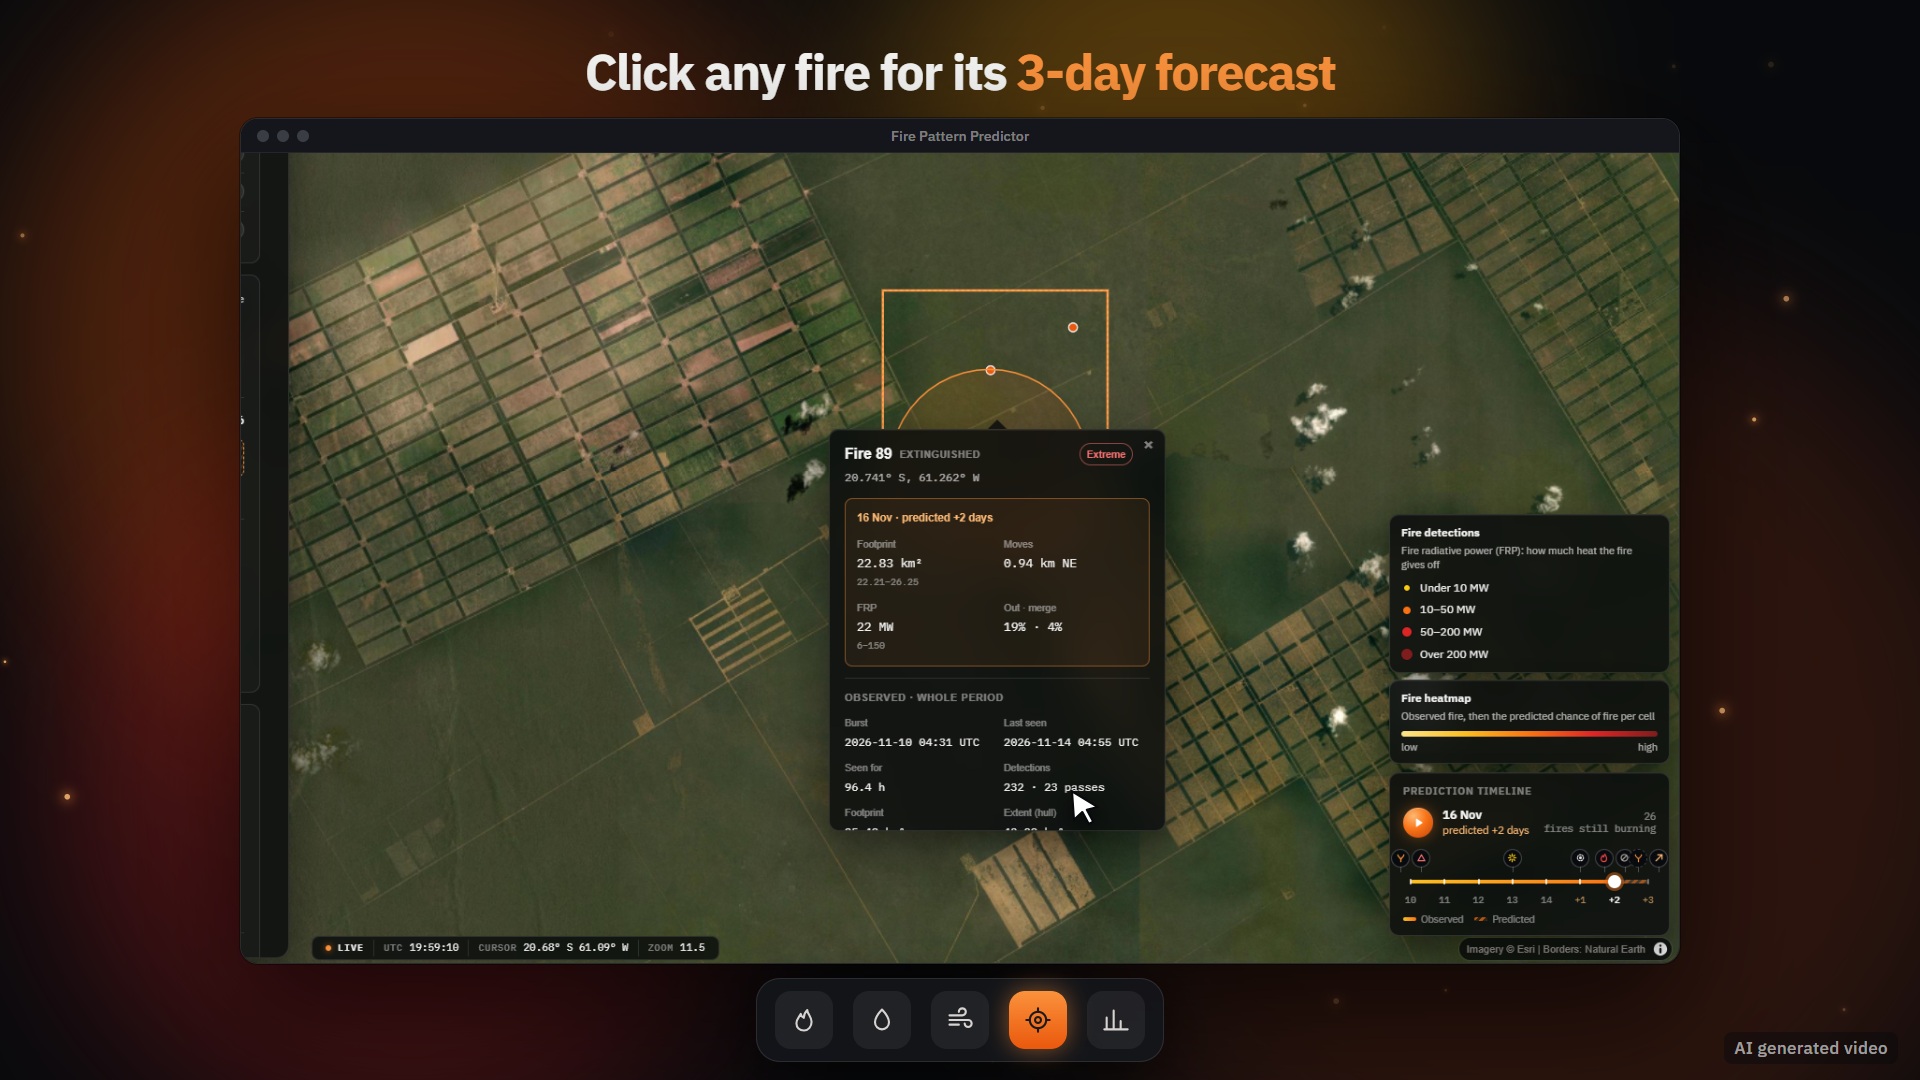 Click any fire for its 3-day forecast
Fire Pattern Predictor
Fire 89 EXTINGUISHED
Extreme
20.741° S, 61.262° W
16 Nov · predicted +2 days
Footprint Moves
22.83 km² 0.94 km NE
22.21–26.25
FRP Out · merge
22 MW 19% · 4%
6–150
OBSERVED · WHOLE PERIOD
Burst Last seen
2026-11-10 04:31 UTC 2026-11-14 04:55 UTC
Seen for Detections
96.4 h 232 · 23 passes
Footprint Extent (hull)
Fire detections
Fire radiative power (FRP): how much heat the fire
gives off
Under 10 MW
10–50 MW
50–200 MW
Over 200 MW
Fire heatmap
Observed fire, then the predicted chance of fire per cell
low high
PREDICTION TIMELINE
16 Nov 26
predicted +2 days fires still burning
10 11 12 13 14 +1 +2 +3
Observed Predicted
LIVE UTC 19:59:10 CURSOR 20.68° S 61.09° W ZOOM 11.5
Imagery © Esri | Borders: Natural Earth
AI generated video